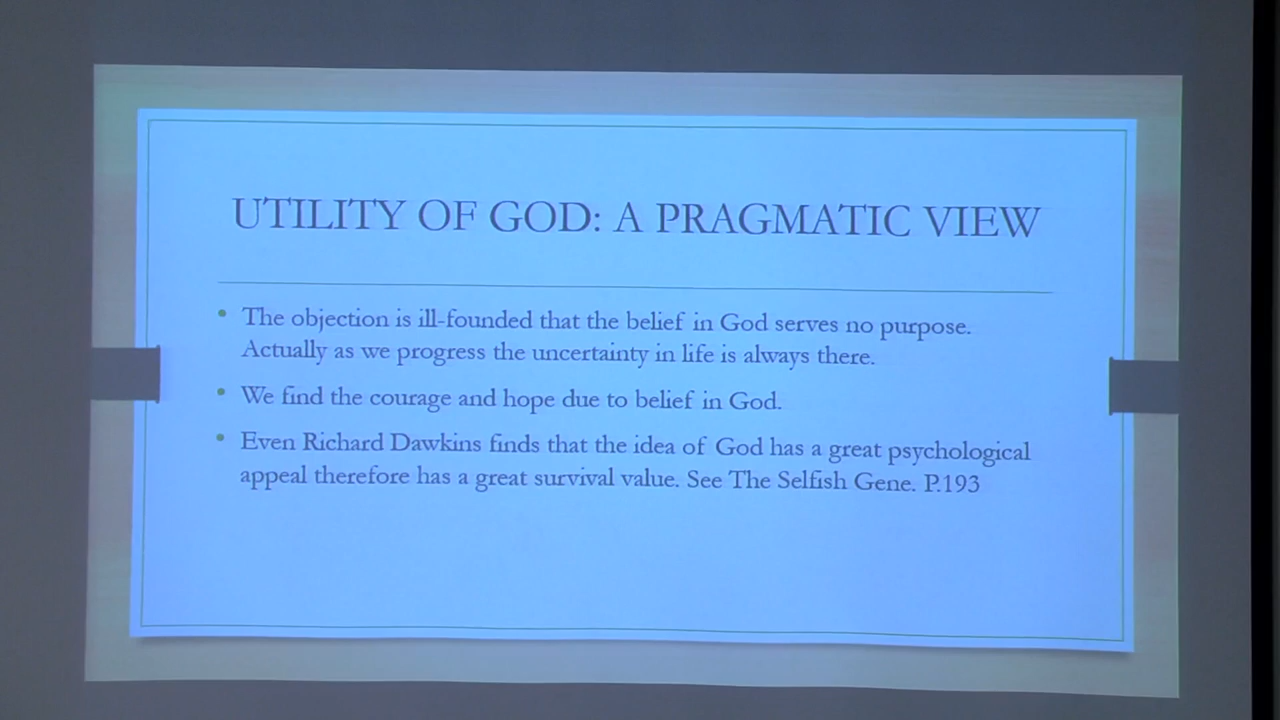 UTILITY OF GOD: A PRAGMATIC VIEW
• The objection is ill-founded that the belief in God serves no purpose.
Actually as we progress the uncertainty in life is always there.
• We find the courage and hope due to belief in God.
• Even Richard Dawkins finds that the idea of God has a great psychological
appeal therefore has a great survival value. See The Selfish Gene. P.193